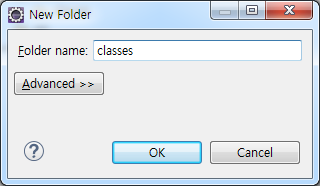 New Folder
Folder name: classes
Advanced >>
?
OK Cancel